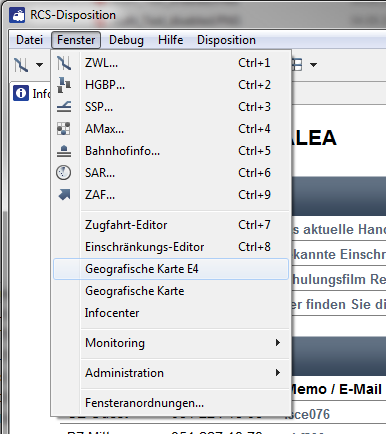 RCS-Disposition
Datei Fenster Debug Hilfe Disposition
ZWL... Ctrl+1
HGBP... Ctrl+2
SSP... Ctrl+3
AMax... Ctrl+4
Bahnhofinfo... Ctrl+5
SAR... Ctrl+6
ZAF... Ctrl+9
Zugfahrt-Editor Ctrl+7
Einschränkungs-Editor Ctrl+8
Geografische Karte E4
Geografische Karte
Infocenter
Monitoring
Administration
Fensteranordnungen...
Info
ALEA
s aktuelle Hand
kannte Einschr
hulungsfilm Re
er finden Sie di
Memo / E-Mail
cce076